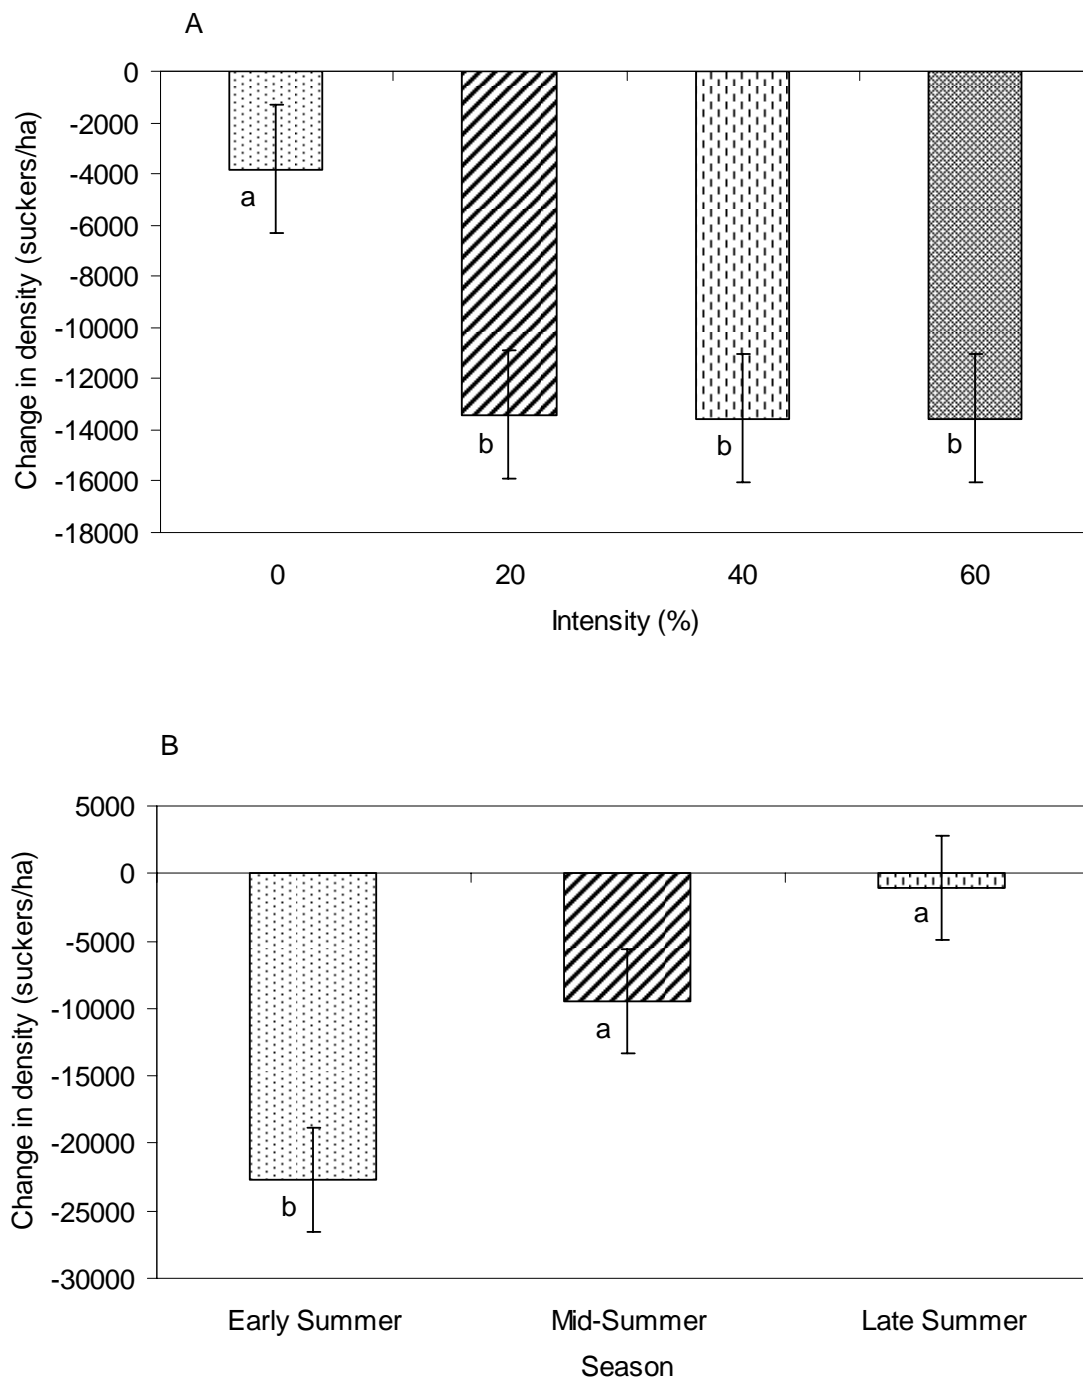 A
0
-2000
-4000
-6000
-8000
-10000
-12000
-14000
-16000
-18000
Change in density (suckers/ha)
a
b
b
b
0 20 40 60
Intensity (%)
B
5000
0
-5000
-10000
-15000
-20000
-25000
-30000
Change in density (suckers/ha)
b
a
a
Early Summer Mid-Summer Late Summer
Season